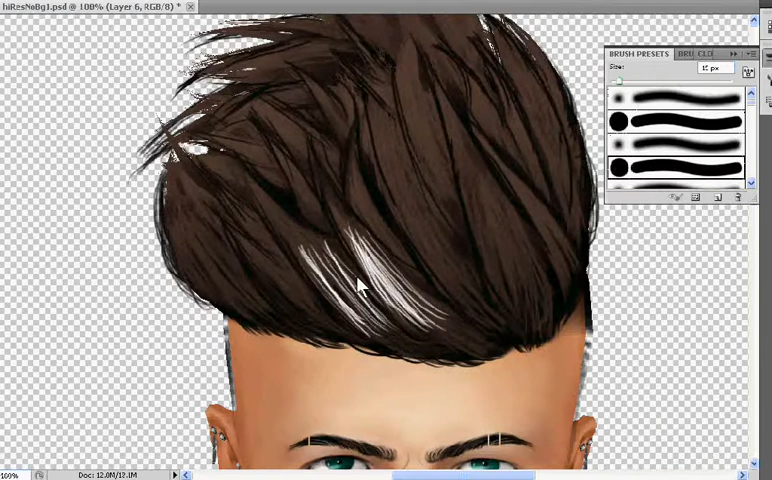 hiResNoBg1.psd @ 100% (Layer 6, RGB/8) *
BRUSH PRESETS
Size:
100%
Doc: 12.0M/12.1M